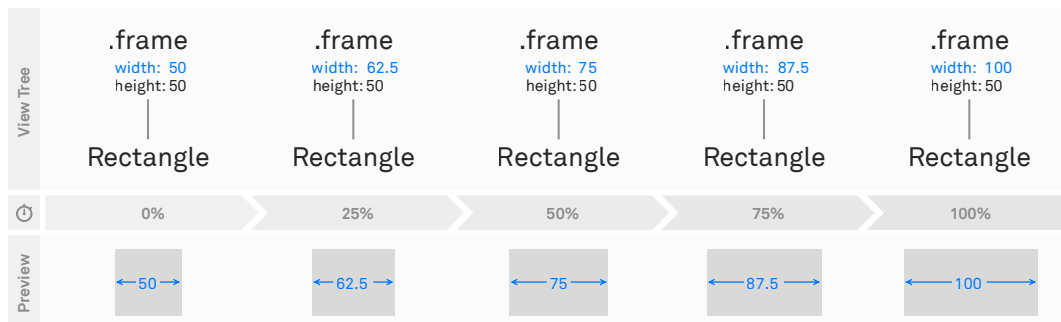 View Tree
.frame
width: 50
height: 50
Rectangle
.frame
width: 62.5
height: 50
Rectangle
.frame
width: 75
height: 50
Rectangle
.frame
width: 87.5
height: 50
Rectangle
.frame
width: 100
height: 50
Rectangle
0%
25%
50%
75%
100%
Preview
50
62.5
75
87.5
100